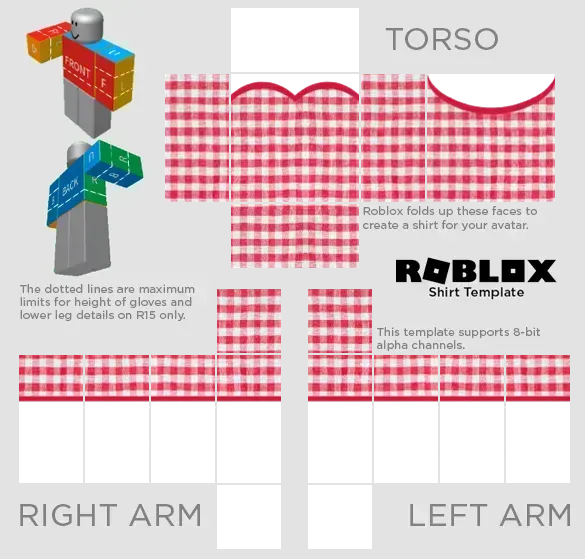 TORSO
FRONT
F
L
U
BACK
R
B
Roblox folds up these faces to
create a shirt for your avatar.
ROBLOX
Shirt Template
The dotted lines are maximum
limits for height of gloves and
lower leg details on R15 only.
This template supports 8-bit
alpha channels.
RIGHT ARM
LEFT ARM